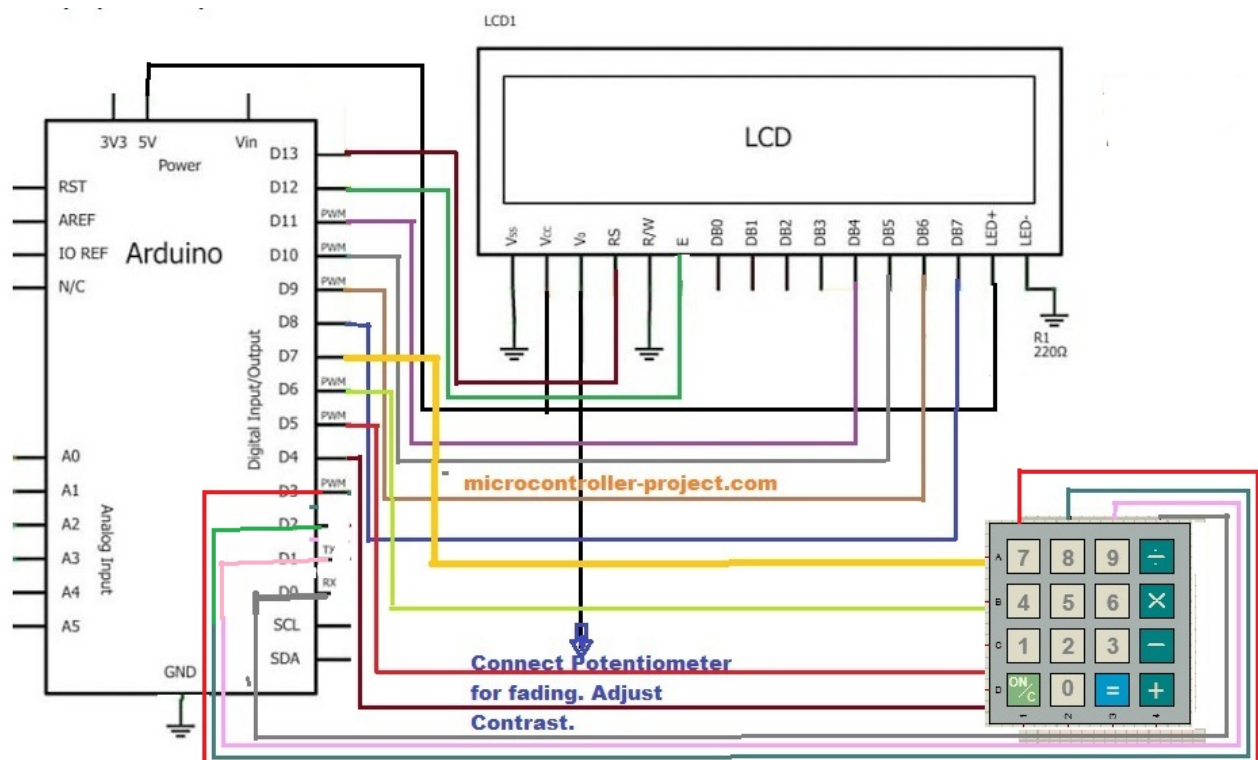 LCD1
3V3 5V Vin
Power
RST
AREF
IO REF
N/C
Arduino
A0
A1
A2
A3
A4
A5
Analog Input
GND
Digital Input/Output
D13
D12
D11 PWM
D10 PWM
D9 PWM
D8
D7
D6 PWM
D5 PWM
D4
D3 PWM
D2
D1
D0 RX
SCL
SDA
LCD
Vss
Vcc
V0
RS
R/W
E
DB0
DB1
DB2
DB3
DB4
DB5
DB6
DB7
LED+
LED-
R1
220Ω
microcontroller-project.com
Connect Potentiometer
for fading. Adjust
Contrast.
A 7 8 9 ÷
B 4 5 6 ×
C 1 2 3 −
D ON/C 0 = +
1 2 3 4